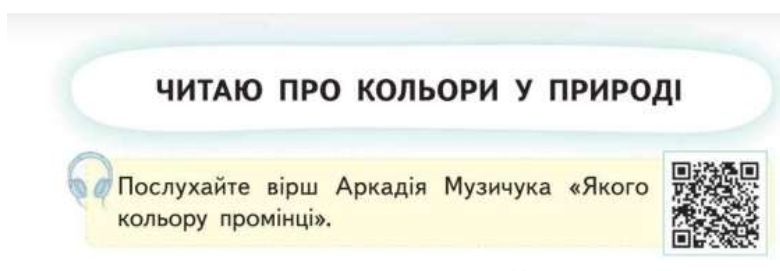 ЧИТАЮ ПРО КОЛЬОРИ У ПРИРОДІ
Послухайте вірш Аркадія Музичука «Якого
кольору промінці».